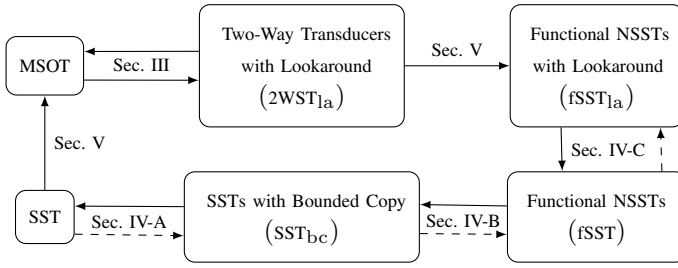 MSOT
Sec. III
Two-Way Transducers
with Lookaround
(2WST_la)
Sec. V
Functional NSSTs
with Lookaround
(fSST_la)
Sec. V
Sec. IV-C
SST
Sec. IV-A
SSTs with Bounded Copy
(SST_bc)
Sec. IV-B
Functional NSSTs
(fSST)